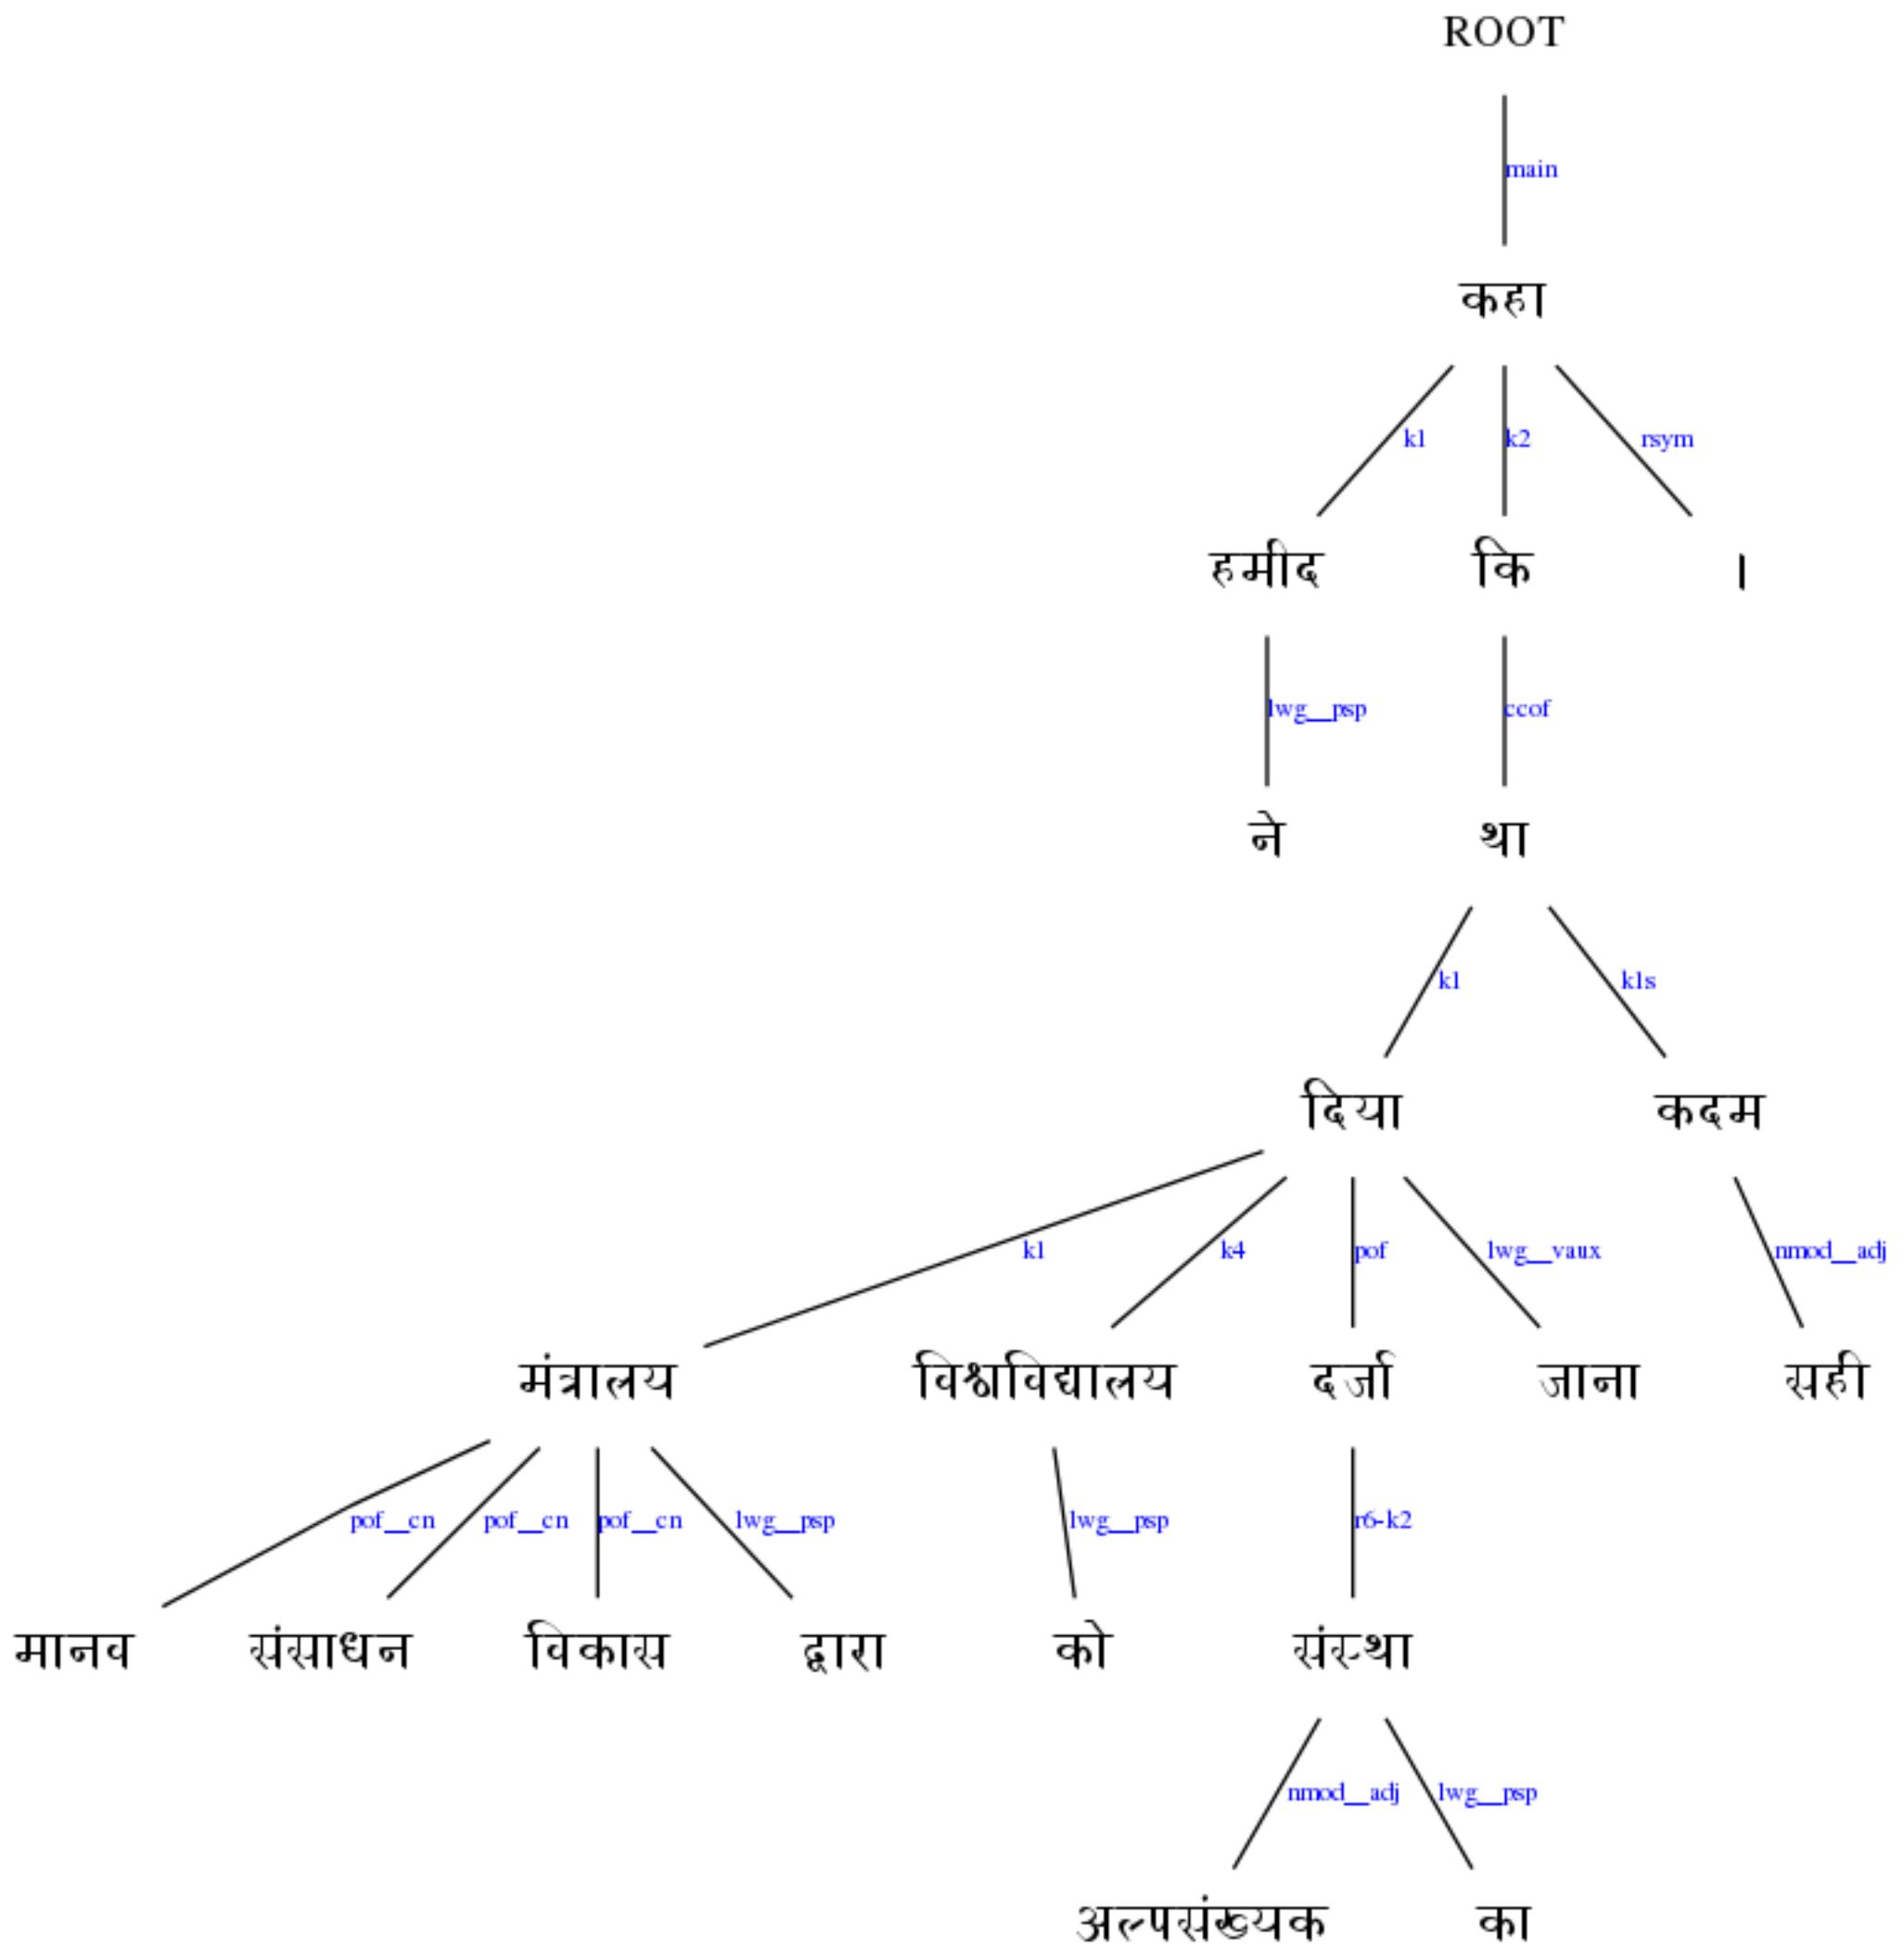 ROOT
main
कहा
k1 k2 rsym
हमीद कि ।
lwg__psp ccof
ने था
k1 k1s
दिया कदम
k1 k4 pof lwg__vaux nmod__adj
मंत्रालय विश्वविद्यालय दर्जा जाना सही
pof__cn pof__cn pof__cn lwg__psp lwg__psp r6-k2
मानव संसाधन विकास द्वारा को संस्था
nmod__adj lwg__psp
अल्पसंख्यक का